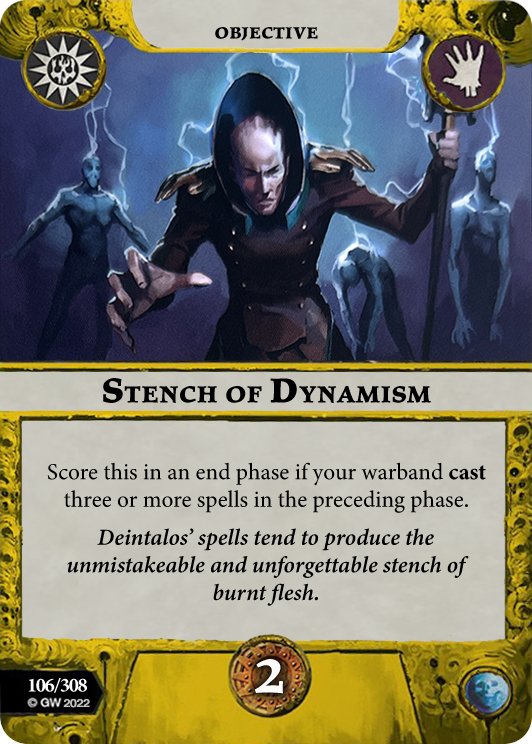 OBJECTIVE
STENCH OF DYNAMISM
Score this in an end phase if your warband cast
three or more spells in the preceding phase.
Deintalos' spells tend to produce the
unmistakeable and unforgettable stench of
burnt flesh.
2
106/308
© GW 2022